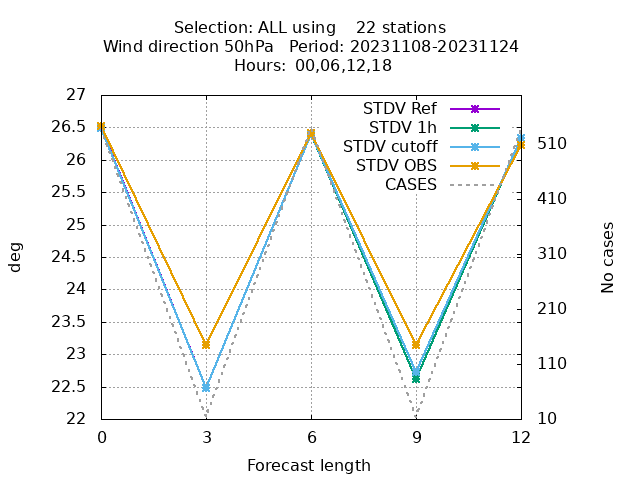 Selection: ALL using    22 stations
Wind direction 50hPa   Period: 20231108-20231124
Hours:  00,06,12,18
27
26.5
26
25.5
25
24.5
24
23.5
23
22.5
22
deg
STDV Ref
STDV 1h
STDV cutoff
STDV OBS
CASES
510
410
310
210
110
10
No cases
0
3
6
9
12
Forecast length